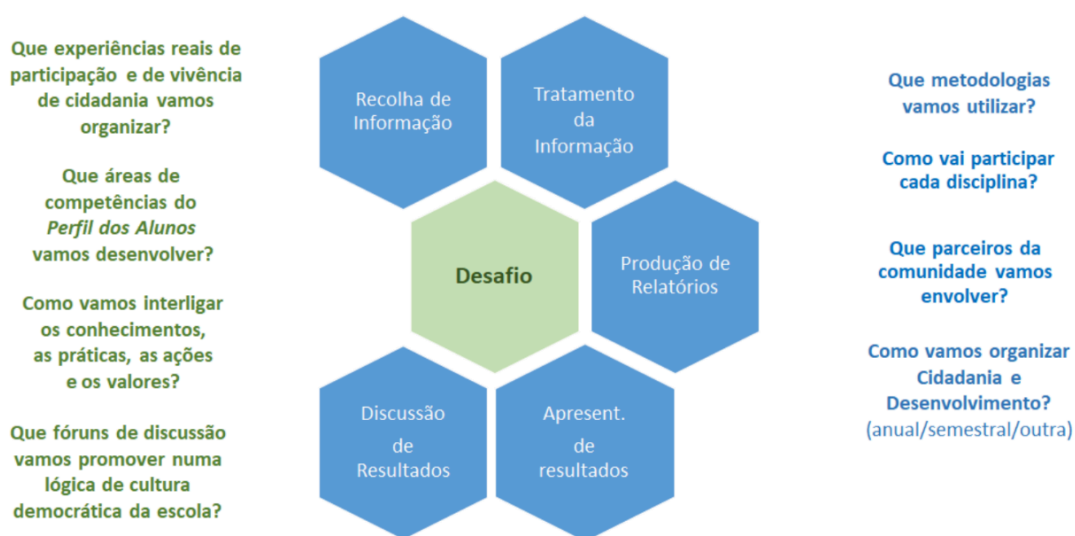 Que experiências reais de
participação e de vivência
de cidadania vamos
organizar?
Que áreas de
competências do
Perfil dos Alunos
vamos desenvolver?
Como vamos interligar
os conhecimentos,
as práticas, as ações
e os valores?
Que fóruns de discussão
vamos promover numa
lógica de cultura
democrática da escola?
Recolha de
Informação
Tratamento
da
Informação
Desafio
Produção de
Relatórios
Discussão
de
Resultados
Apresent.
de
resultados
Que metodologias
vamos utilizar?
Como vai participar
cada disciplina?
Que parceiros da
comunidade vamos
envolver?
Como vamos organizar
Cidadania e
Desenvolvimento?
(anual/semestral/outra)